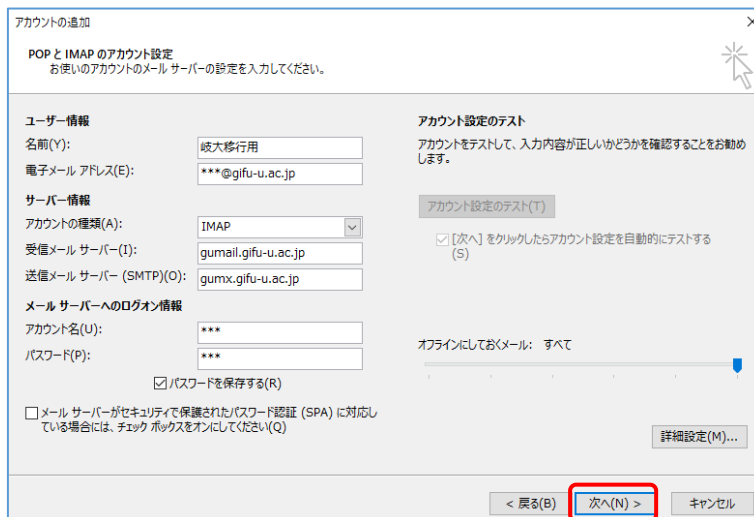 アカウントの追加
POP と IMAP のアカウント設定
お使いのアカウントのメール サーバーの設定を入力してください。
ユーザー情報
名前(Y):
岐大移行用
電子メール アドレス(E):
***@gifu-u.ac.jp
サーバー情報
アカウントの種類(A):
IMAP
受信メール サーバー(I):
gumail.gifu-u.ac.jp
送信メール サーバー (SMTP)(O):
gumx.gifu-u.ac.jp
メール サーバーへのログオン情報
アカウント名(U):
***
パスワード(P):
***
パスワードを保存する(R)
メール サーバーがセキュリティで保護されたパスワード認証 (SPA) に対応し
ている場合には、チェック ボックスをオンにしてください(Q)
アカウント設定のテスト
アカウントをテストして、入力内容が正しいかどうかを確認することをお勧め
します。
アカウント設定のテスト(T)
[次へ] をクリックしたらアカウント設定を自動的にテストする
(S)
オフラインにしておくメール: すべて
詳細設定(M)...
< 戻る(B)
次へ(N) >
キャンセル